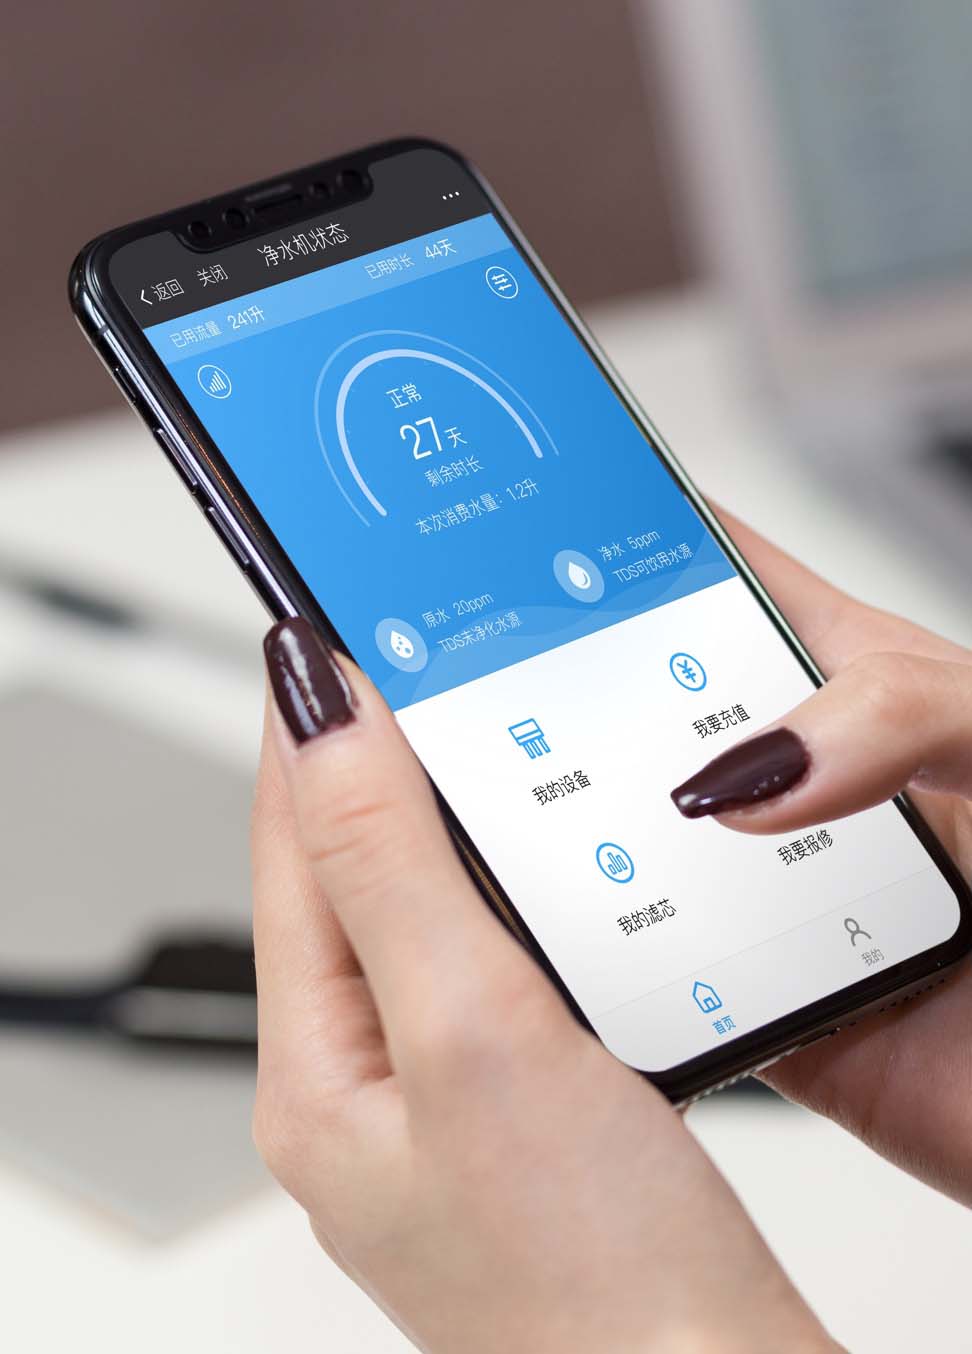 返回 关闭 净水机状态 ...
已用流量 241升 已用时长 44天
正常
27天
剩余时长
本次消费水量：1.2升
原水 20ppm
TDS未净化水源
净水 5ppm
TDS可饮用水源
我的设备
我要充值
我的滤芯
我要报修
首页
我的